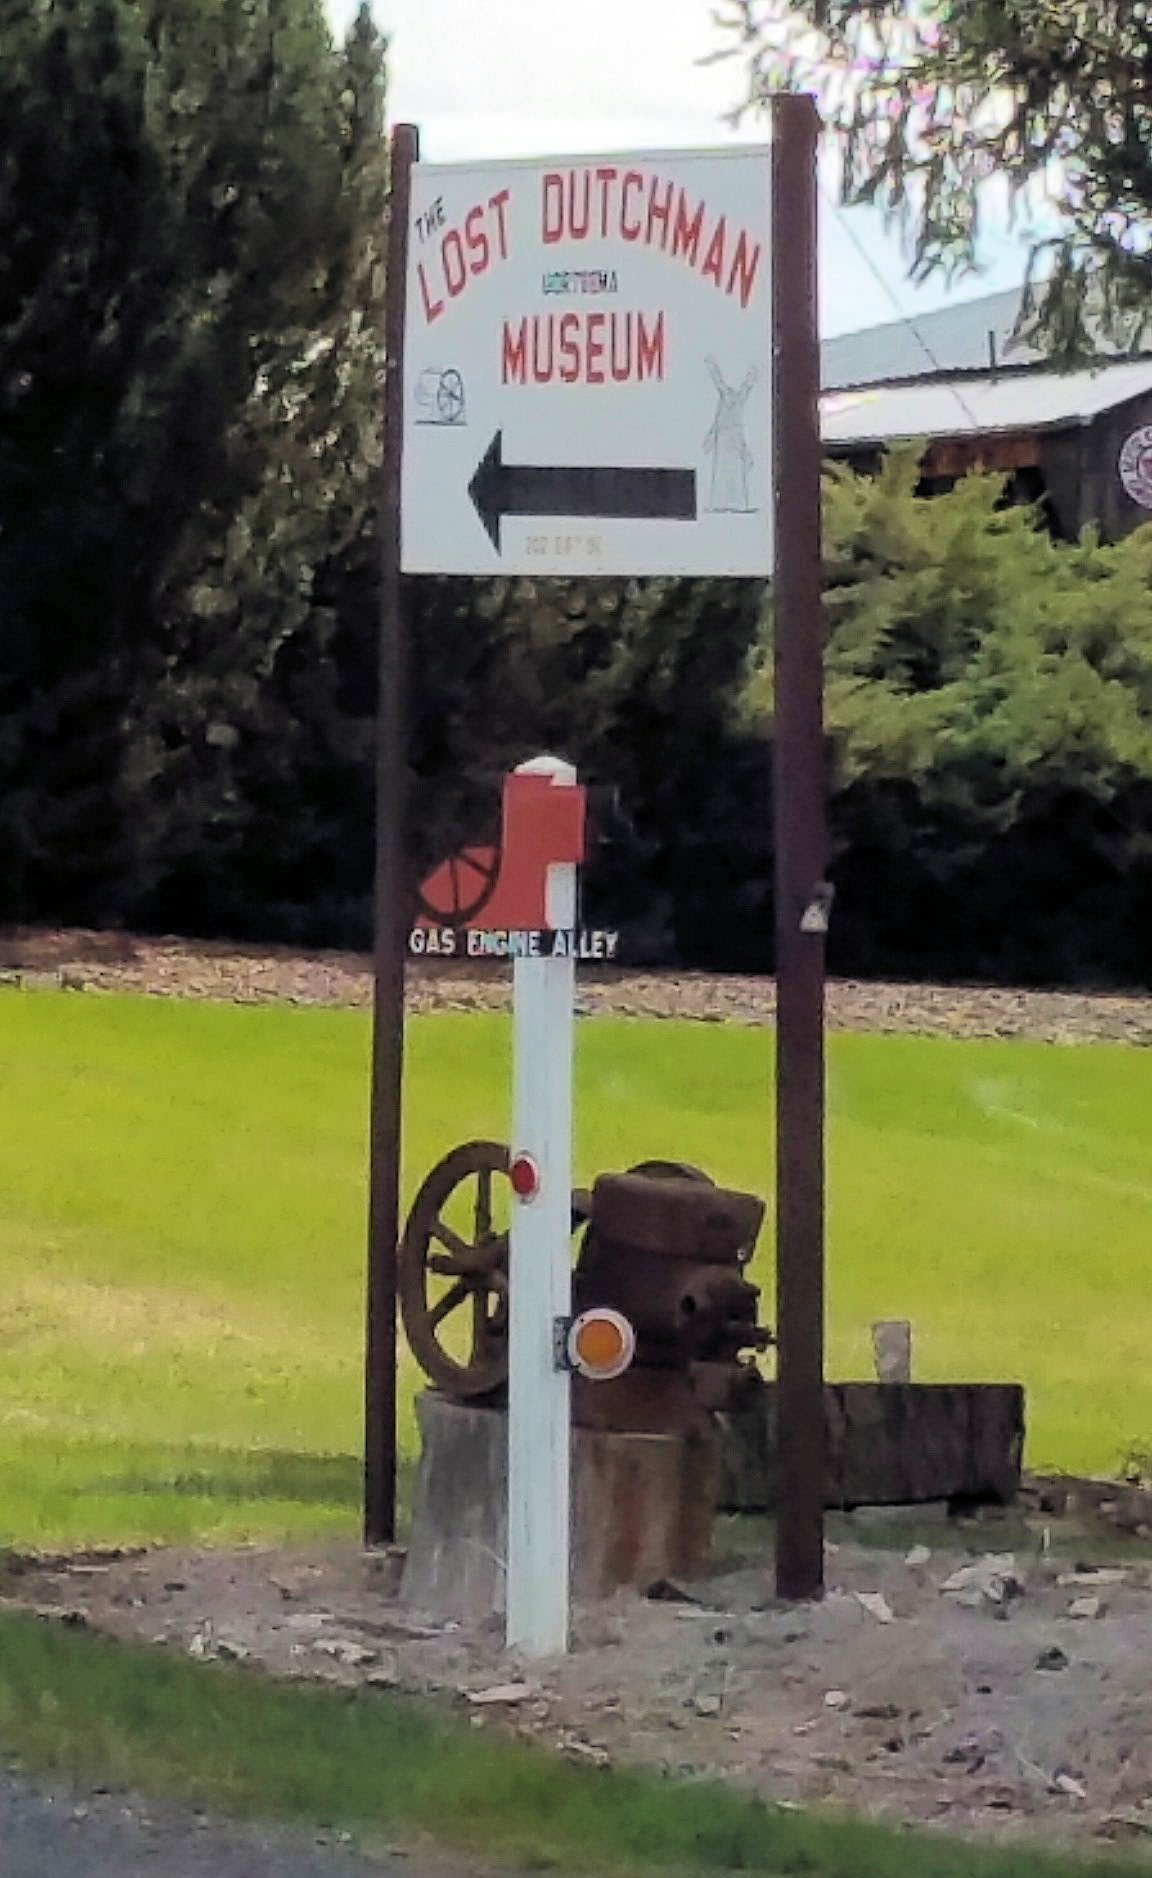 THE
LOST DUTCHMAN
MUSEUM
GAS ENGINE ALLEY